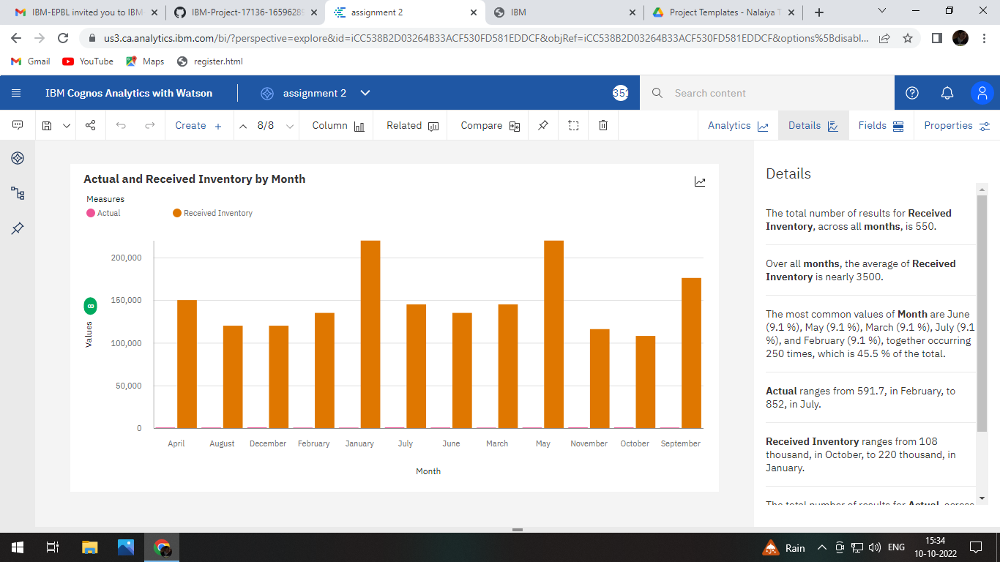 IBM-EPBL invited you to IBM
IBM-Project-17136-16596289
assignment 2
IBM
Project Templates - Nalaiya T
us3.ca.analytics.ibm.com/bi/?perspective=explore&id=iCC538B2D03264B33ACF530FD581EDDCF&objRef=iCC538B2D03264B33ACF530FD581EDDCF&options%5Bdisabl...
Gmail
YouTube
Maps
register.html
IBM Cognos Analytics with Watson
assignment 2
351
Search content
Create
8/8
Column
Related
Compare
Analytics
Details
Fields
Properties
Actual and Received Inventory by Month
Measures
Actual
Received Inventory
200,000
150,000
100,000
50,000
0
Values
8
April
August
December
February
January
July
June
March
May
November
October
September
Month
Details
The total number of results for Received
Inventory, across all months, is 550.
Over all months, the average of Received
Inventory is nearly 3500.
The most common values of Month are June
(9.1 %), May (9.1 %), March (9.1 %), July (9.1
%), and February (9.1 %), together occurring
250 times, which is 45.5 % of the total.
Actual ranges from 591.7, in February, to
852, in July.
Received Inventory ranges from 108
thousand, in October, to 220 thousand, in
January.
The total number of results for Actual, across
Rain
ENG
15:34
10-10-2022